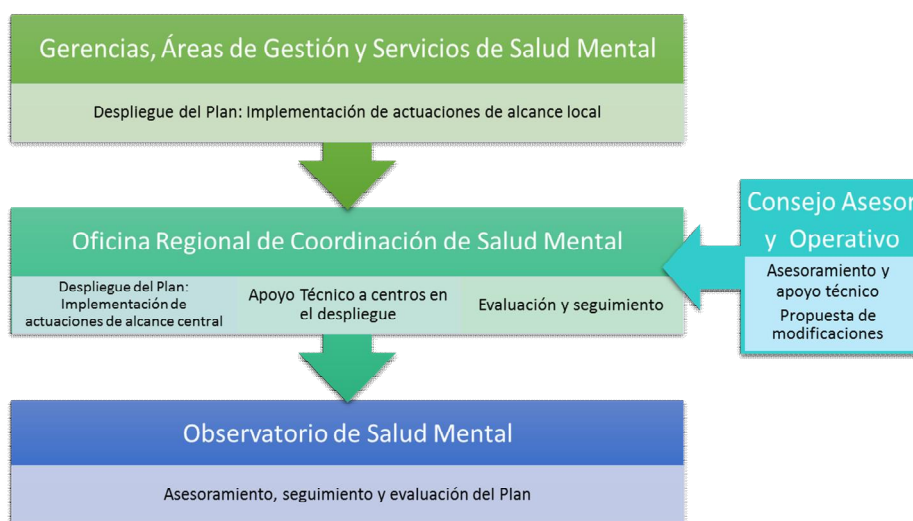 Gerencias, Áreas de Gestión y Servicios de Salud Mental
Despliegue del Plan: Implementación de actuaciones de alcance local
Oficina Regional de Coordinación de Salud Mental
Despliegue del Plan:
Implementación de
actuaciones de alcance central
Apoyo Técnico a centros en
el despliegue
Evaluación y seguimiento
Consejo Asesor
y Operativo
Asesoramiento y
apoyo técnico
Propuesta de
modificaciones
Observatorio de Salud Mental
Asesoramiento, seguimiento y evaluación del Plan